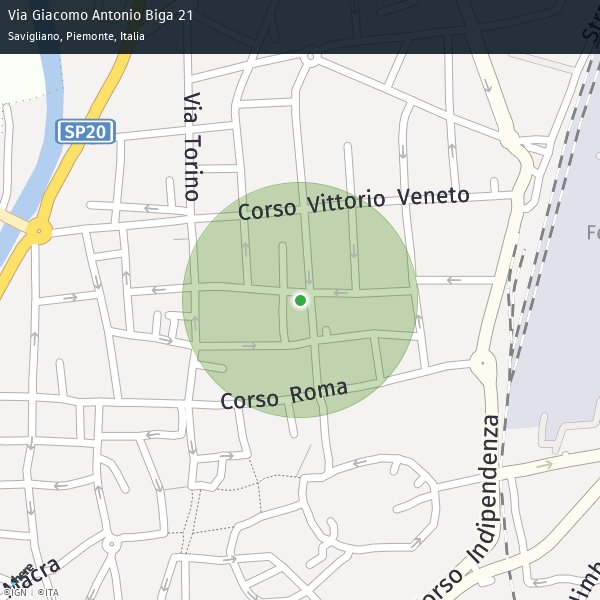 Via Giacomo Antonio Biga 21
Savigliano, Piemonte, Italia
SP20
Via Torino
Corso Vittorio Veneto
Corso Roma
Corso Indipendenza
©IGN | ©ITA